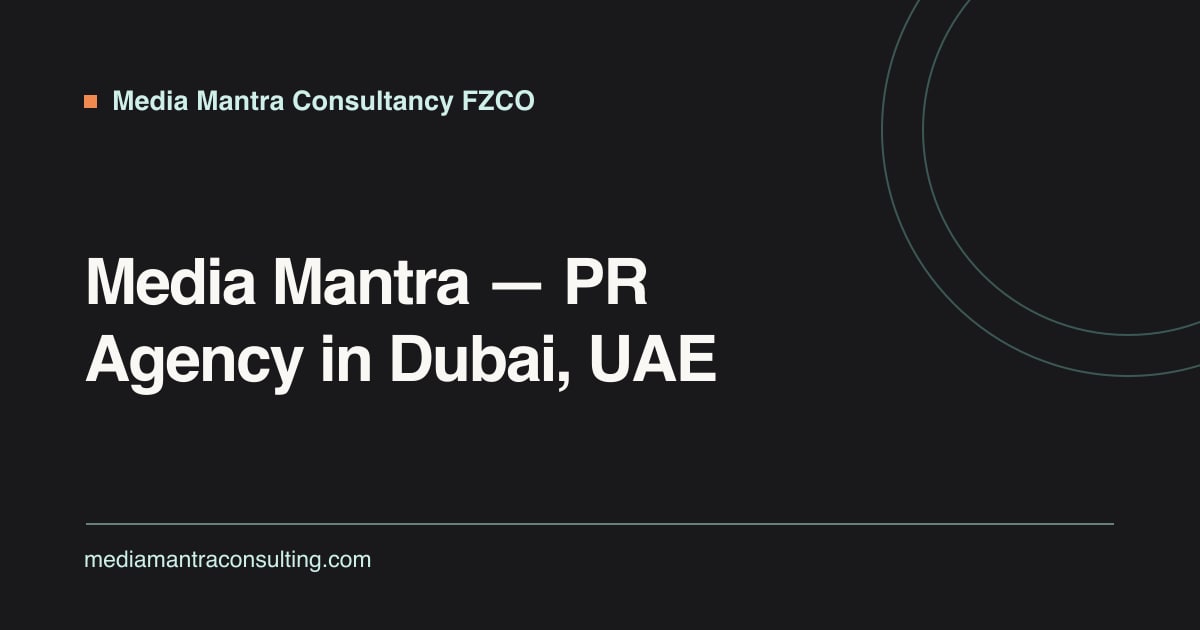 Media Mantra Consultancy FZCO
Media Mantra — PR
Agency in Dubai, UAE
mediamantraconsulting.com